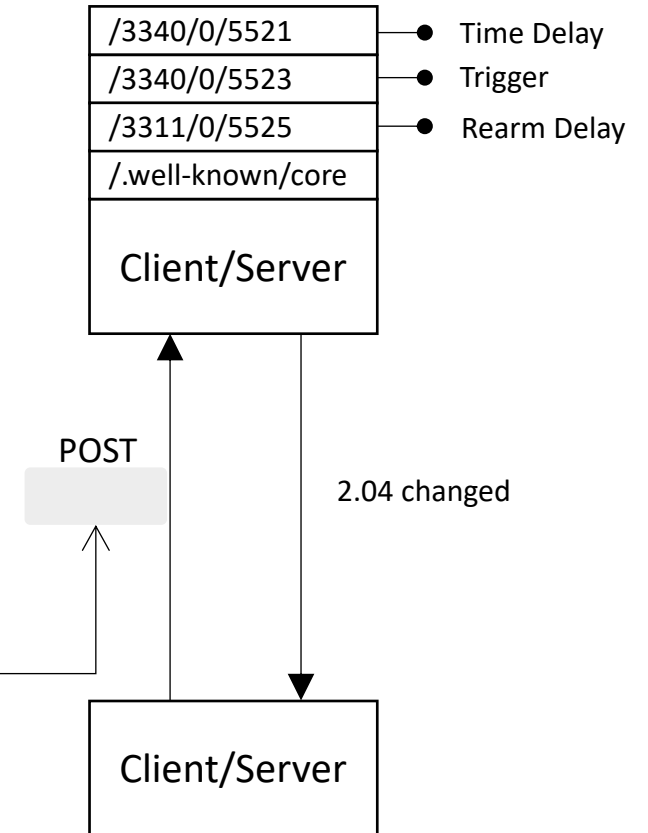 /3340/0/5521 Time Delay
/3340/0/5523 Trigger
/3311/0/5525 Rearm Delay
/.well-known/core
Client/Server
POST
2.04 changed
Client/Server